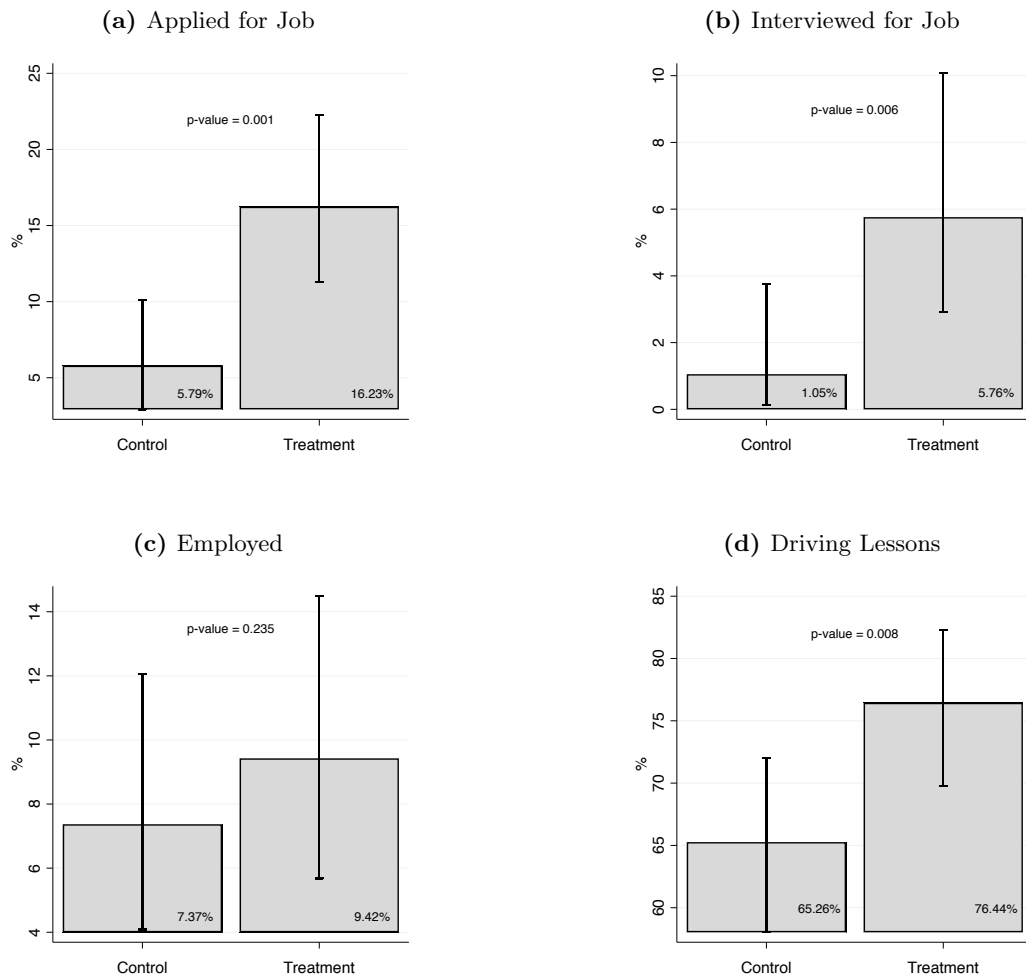 (a) Applied for Job
25
20
15
10
5
%
p-value = 0.001
5.79%
16.23%
Control
Treatment
(b) Interviewed for Job
10
8
6
4
2
0
%
p-value = 0.006
1.05%
5.76%
Control
Treatment
(c) Employed
14
12
10
8
6
4
%
p-value = 0.235
7.37%
9.42%
Control
Treatment
(d) Driving Lessons
85
80
75
70
65
60
%
p-value = 0.008
65.26%
76.44%
Control
Treatment